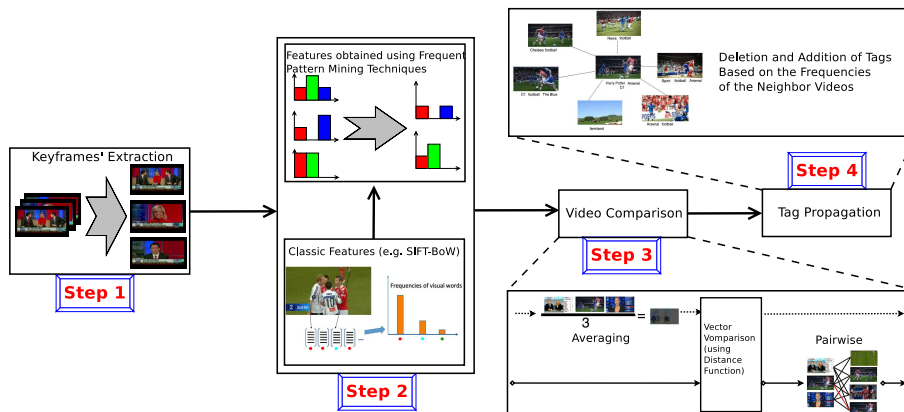 Keyframes' Extraction
Step 1
Features obtained using Frequent
Pattern Mining Techniques
Classic Features (e.g. SIFT-BoW)
Frequencies of visual words
...
Step 2
Video Comparison
Step 3
Tag Propagation
Step 4
News football
Chelsea football
Harry Potter Arsenal
C1
Sport football Arsenal
C1 football The Blue
farmland
Arsenal football
Deletion and Addition of Tags
Based on the Frequencies
of the Neighbor Videos
3
=
Averaging
Vector
Vomparison
(using
Distance
Function)
Pairwise